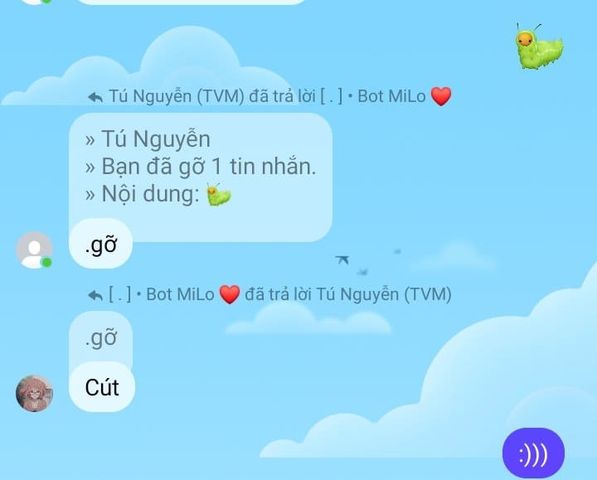 Tú Nguyễn (TVM) đã trả lời [ . ] • Bot MiLo ❤️
» Tú Nguyễn
» Bạn đã gỡ 1 tin nhắn.
» Nội dung: 🐛
.gỡ
[ . ] • Bot MiLo ❤️ đã trả lời Tú Nguyễn (TVM)
.gỡ
Cút
:)))